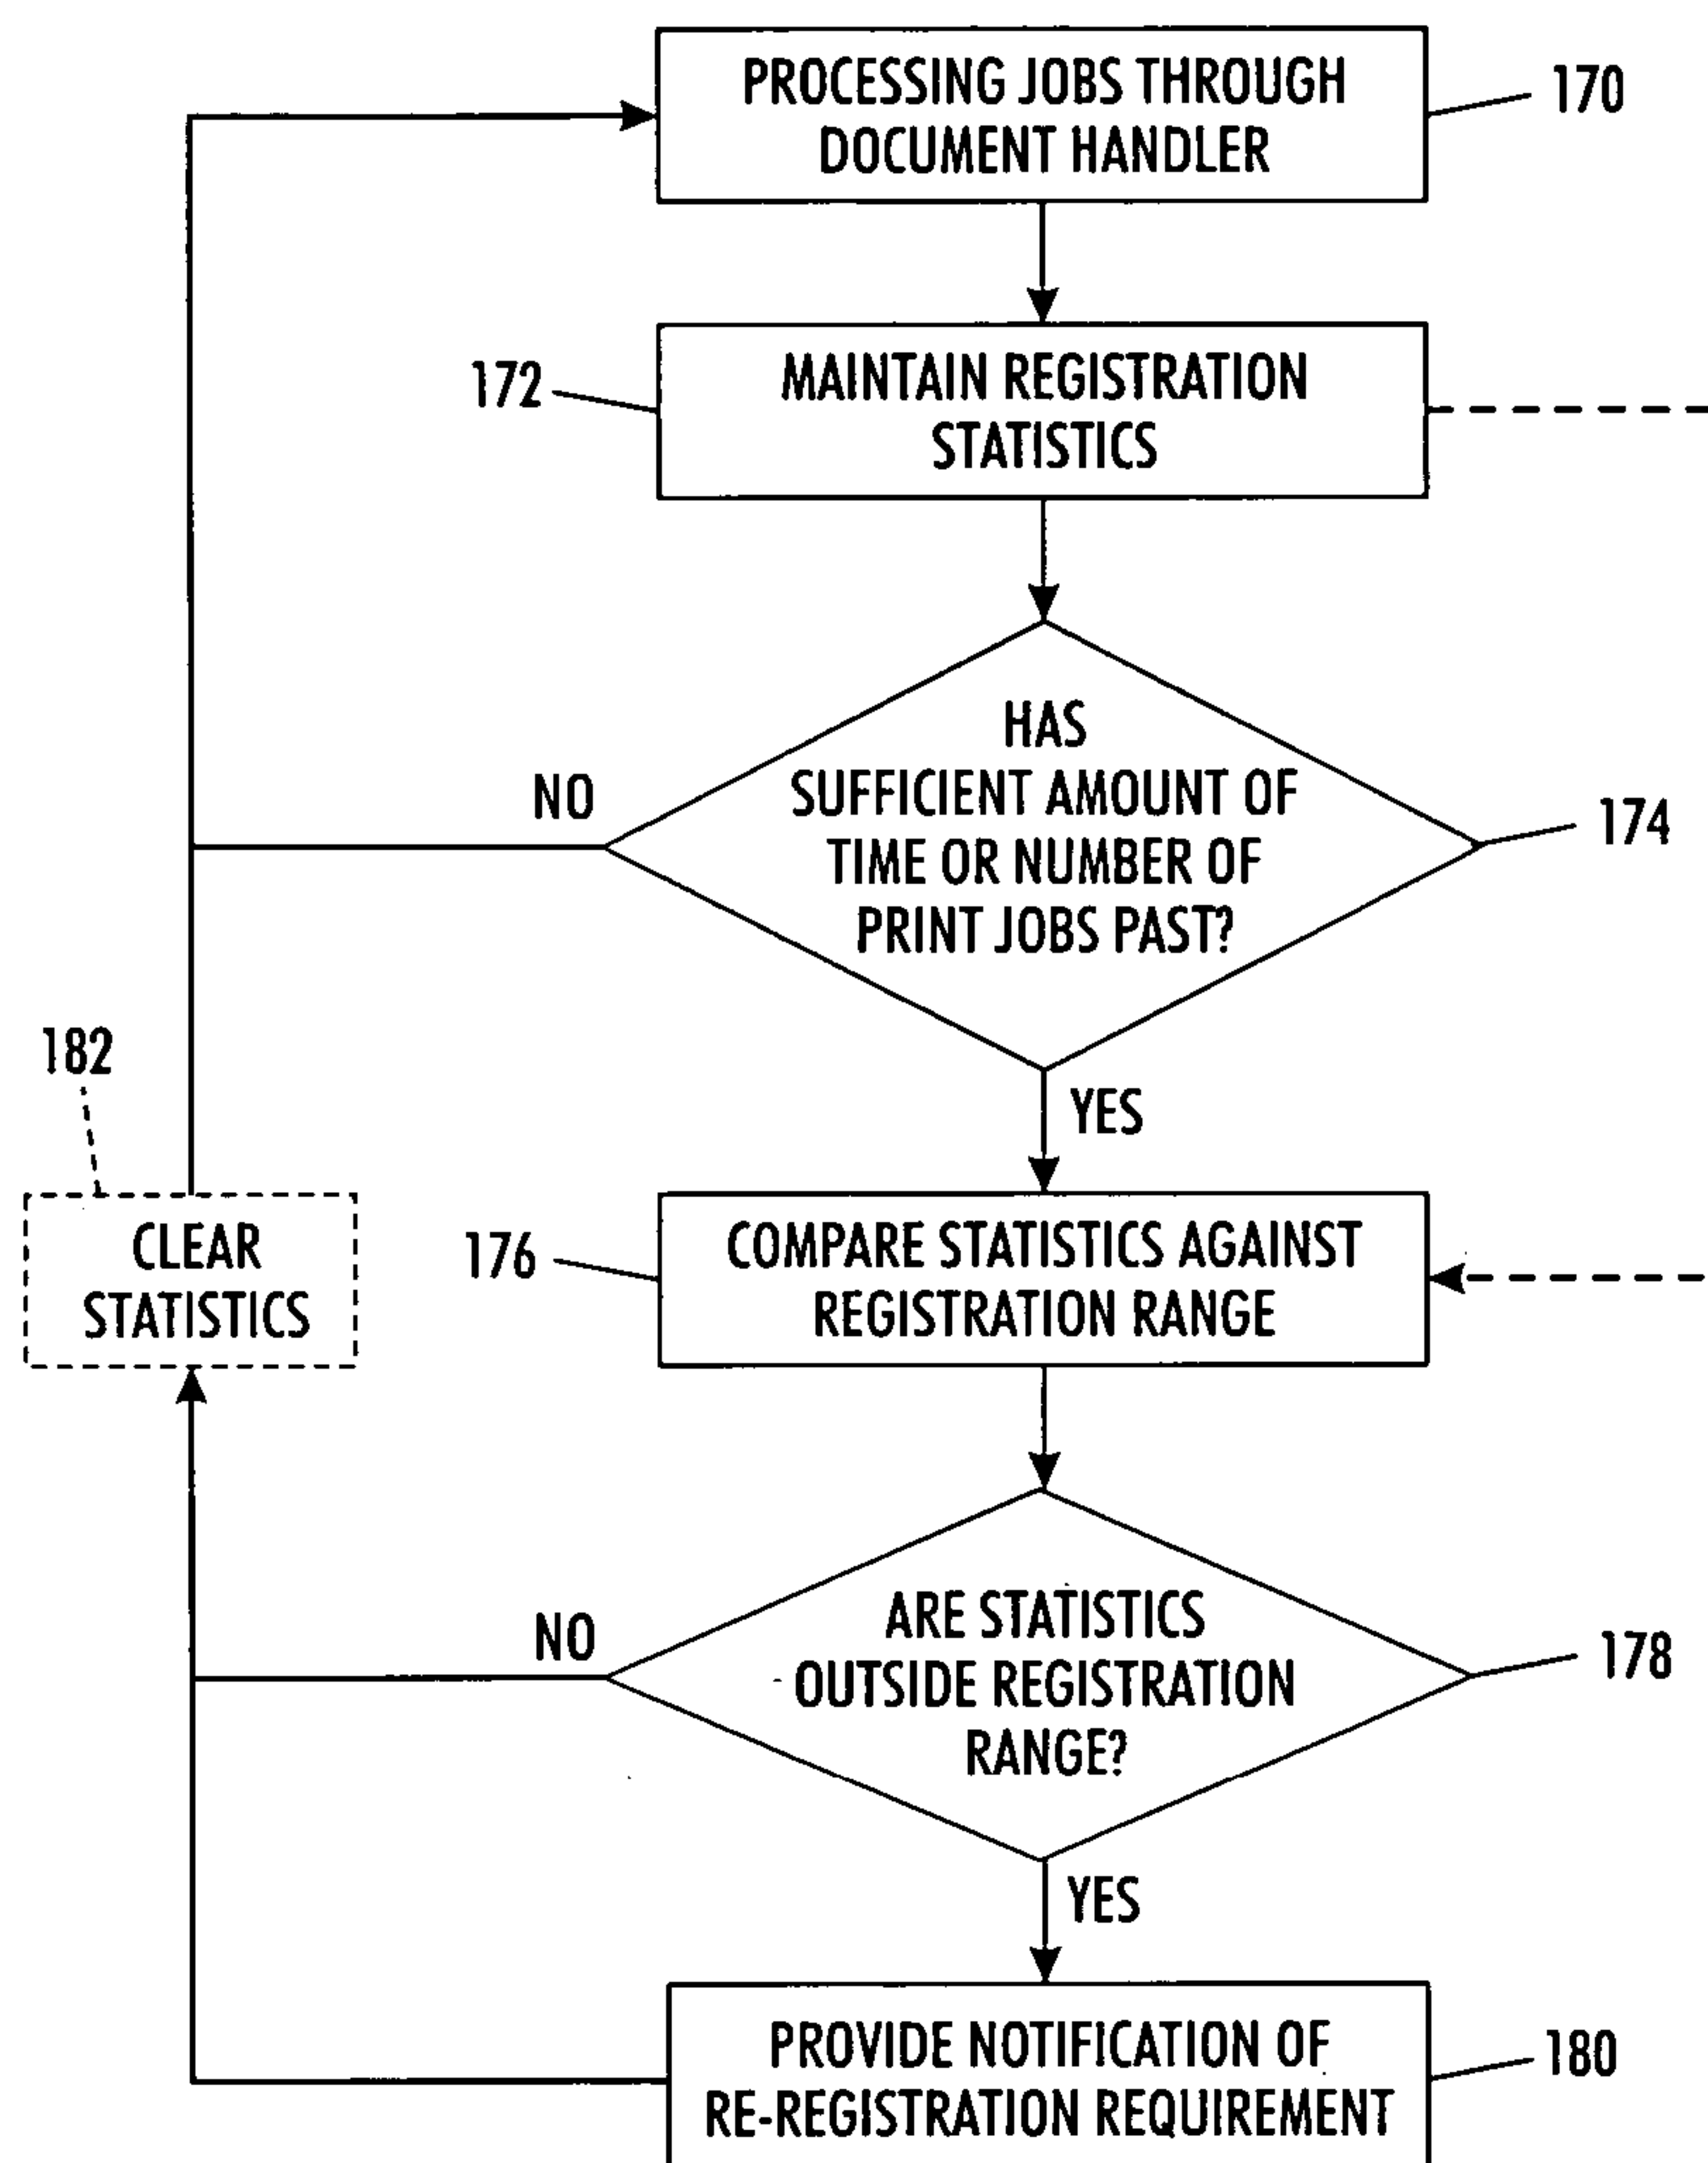 PROCESSING JOBS THROUGH
DOCUMENT HANDLER
170
MAINTAIN REGISTRATION
STATISTICS
172
HAS
SUFFICIENT AMOUNT OF
TIME OR NUMBER OF
PRINT JOBS PAST?
NO
174
YES
182
CLEAR
STATISTICS
176
COMPARE STATISTICS AGAINST
REGISTRATION RANGE
ARE STATISTICS
OUTSIDE REGISTRATION
RANGE?
NO
178
YES
PROVIDE NOTIFICATION OF
RE-REGISTRATION REQUIREMENT
180